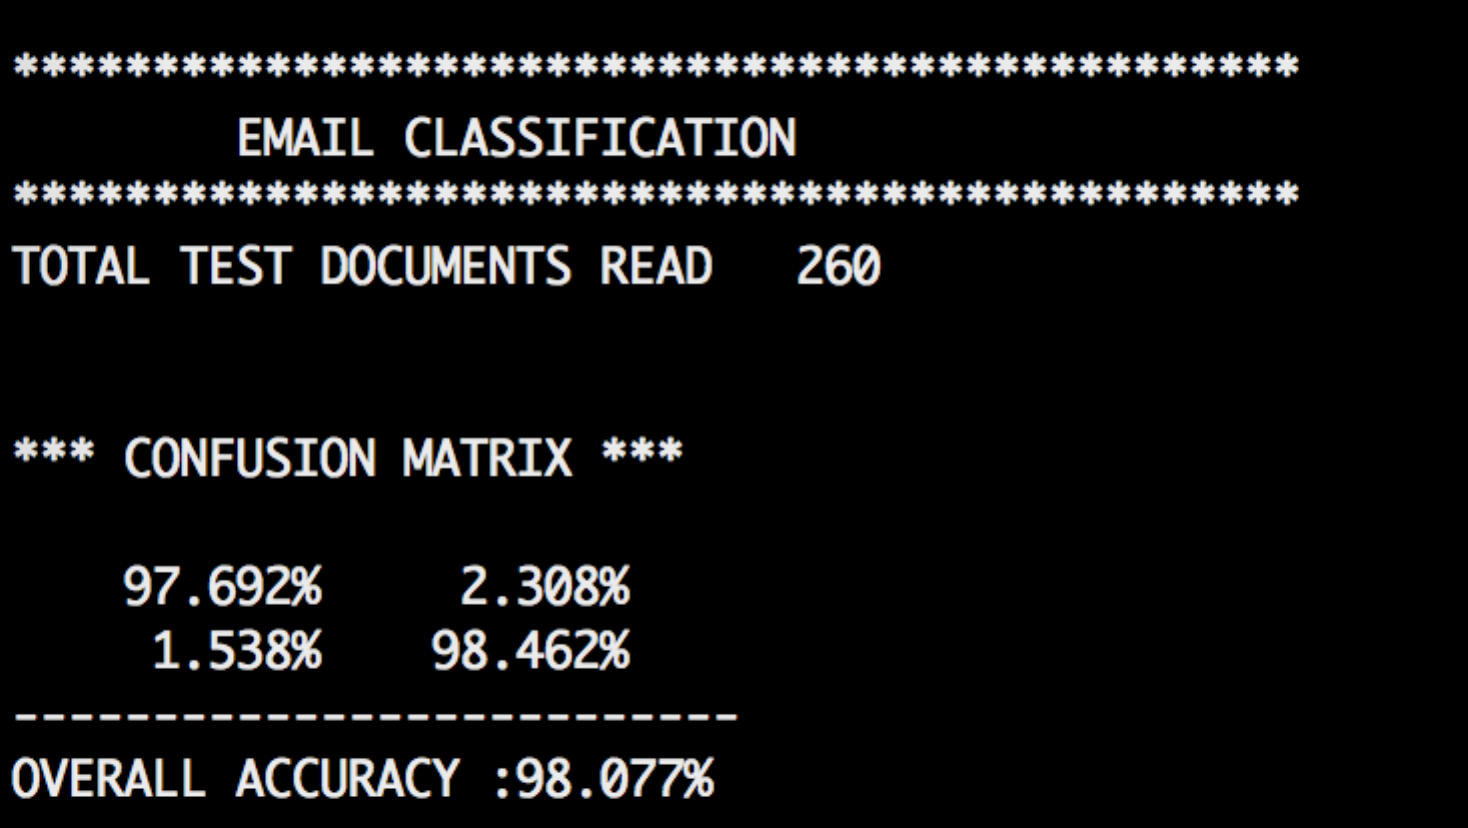 **********************************************
EMAIL CLASSIFICATION
**********************************************
TOTAL TEST DOCUMENTS READ   260
*** CONFUSION MATRIX ***
97.692%     2.308%
1.538%    98.462%
--------------------------
OVERALL ACCURACY :98.077%